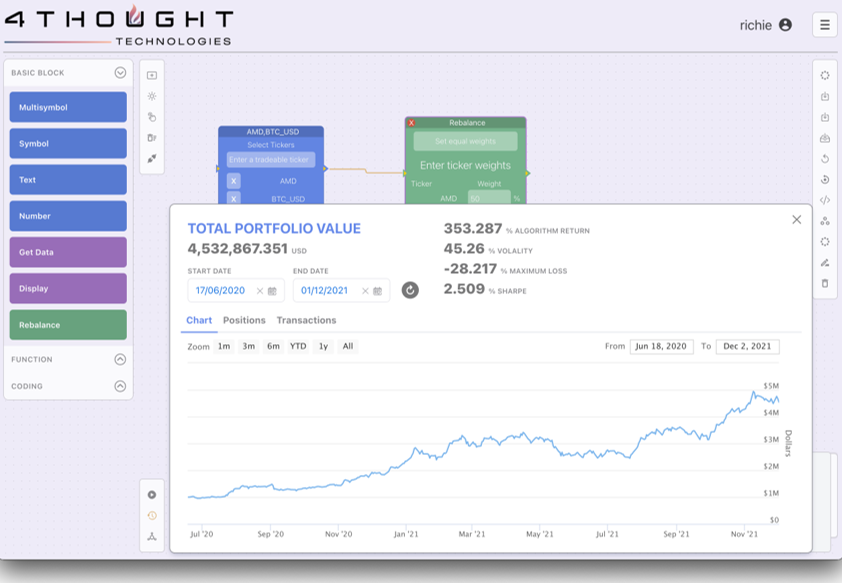 4THOUGHT
TECHNOLOGIES
richie
BASIC BLOCK
Multisymbol
Symbol
Text
Number
Get Data
Display
Rebalance
FUNCTION
CODING
AMD,BTC_USD
Select Tickers
Enter a tradeable ticker
X AMD
X BTC_USD
X Rebalance
Set equal weights
Enter ticker weights
Ticker Weight
AMD 50 %
TOTAL PORTFOLIO VALUE
4,532,867.351 USD
START DATE END DATE
17/06/2020 01/12/2021
353.287 % ALGORITHM RETURN
45.26 % VOLALITY
-28.217 % MAXIMUM LOSS
2.509 % SHARPE
Chart Positions Transactions
Zoom 1m 3m 6m YTD 1y All
From Jun 18, 2020 To Dec 2, 2021
$5M
$4M
$3M
$2M
$1M
$0
Dollars
Jul '20 Sep '20 Nov '20 Jan '21 Mar '21 May '21 Jul '21 Sep '21 Nov '21